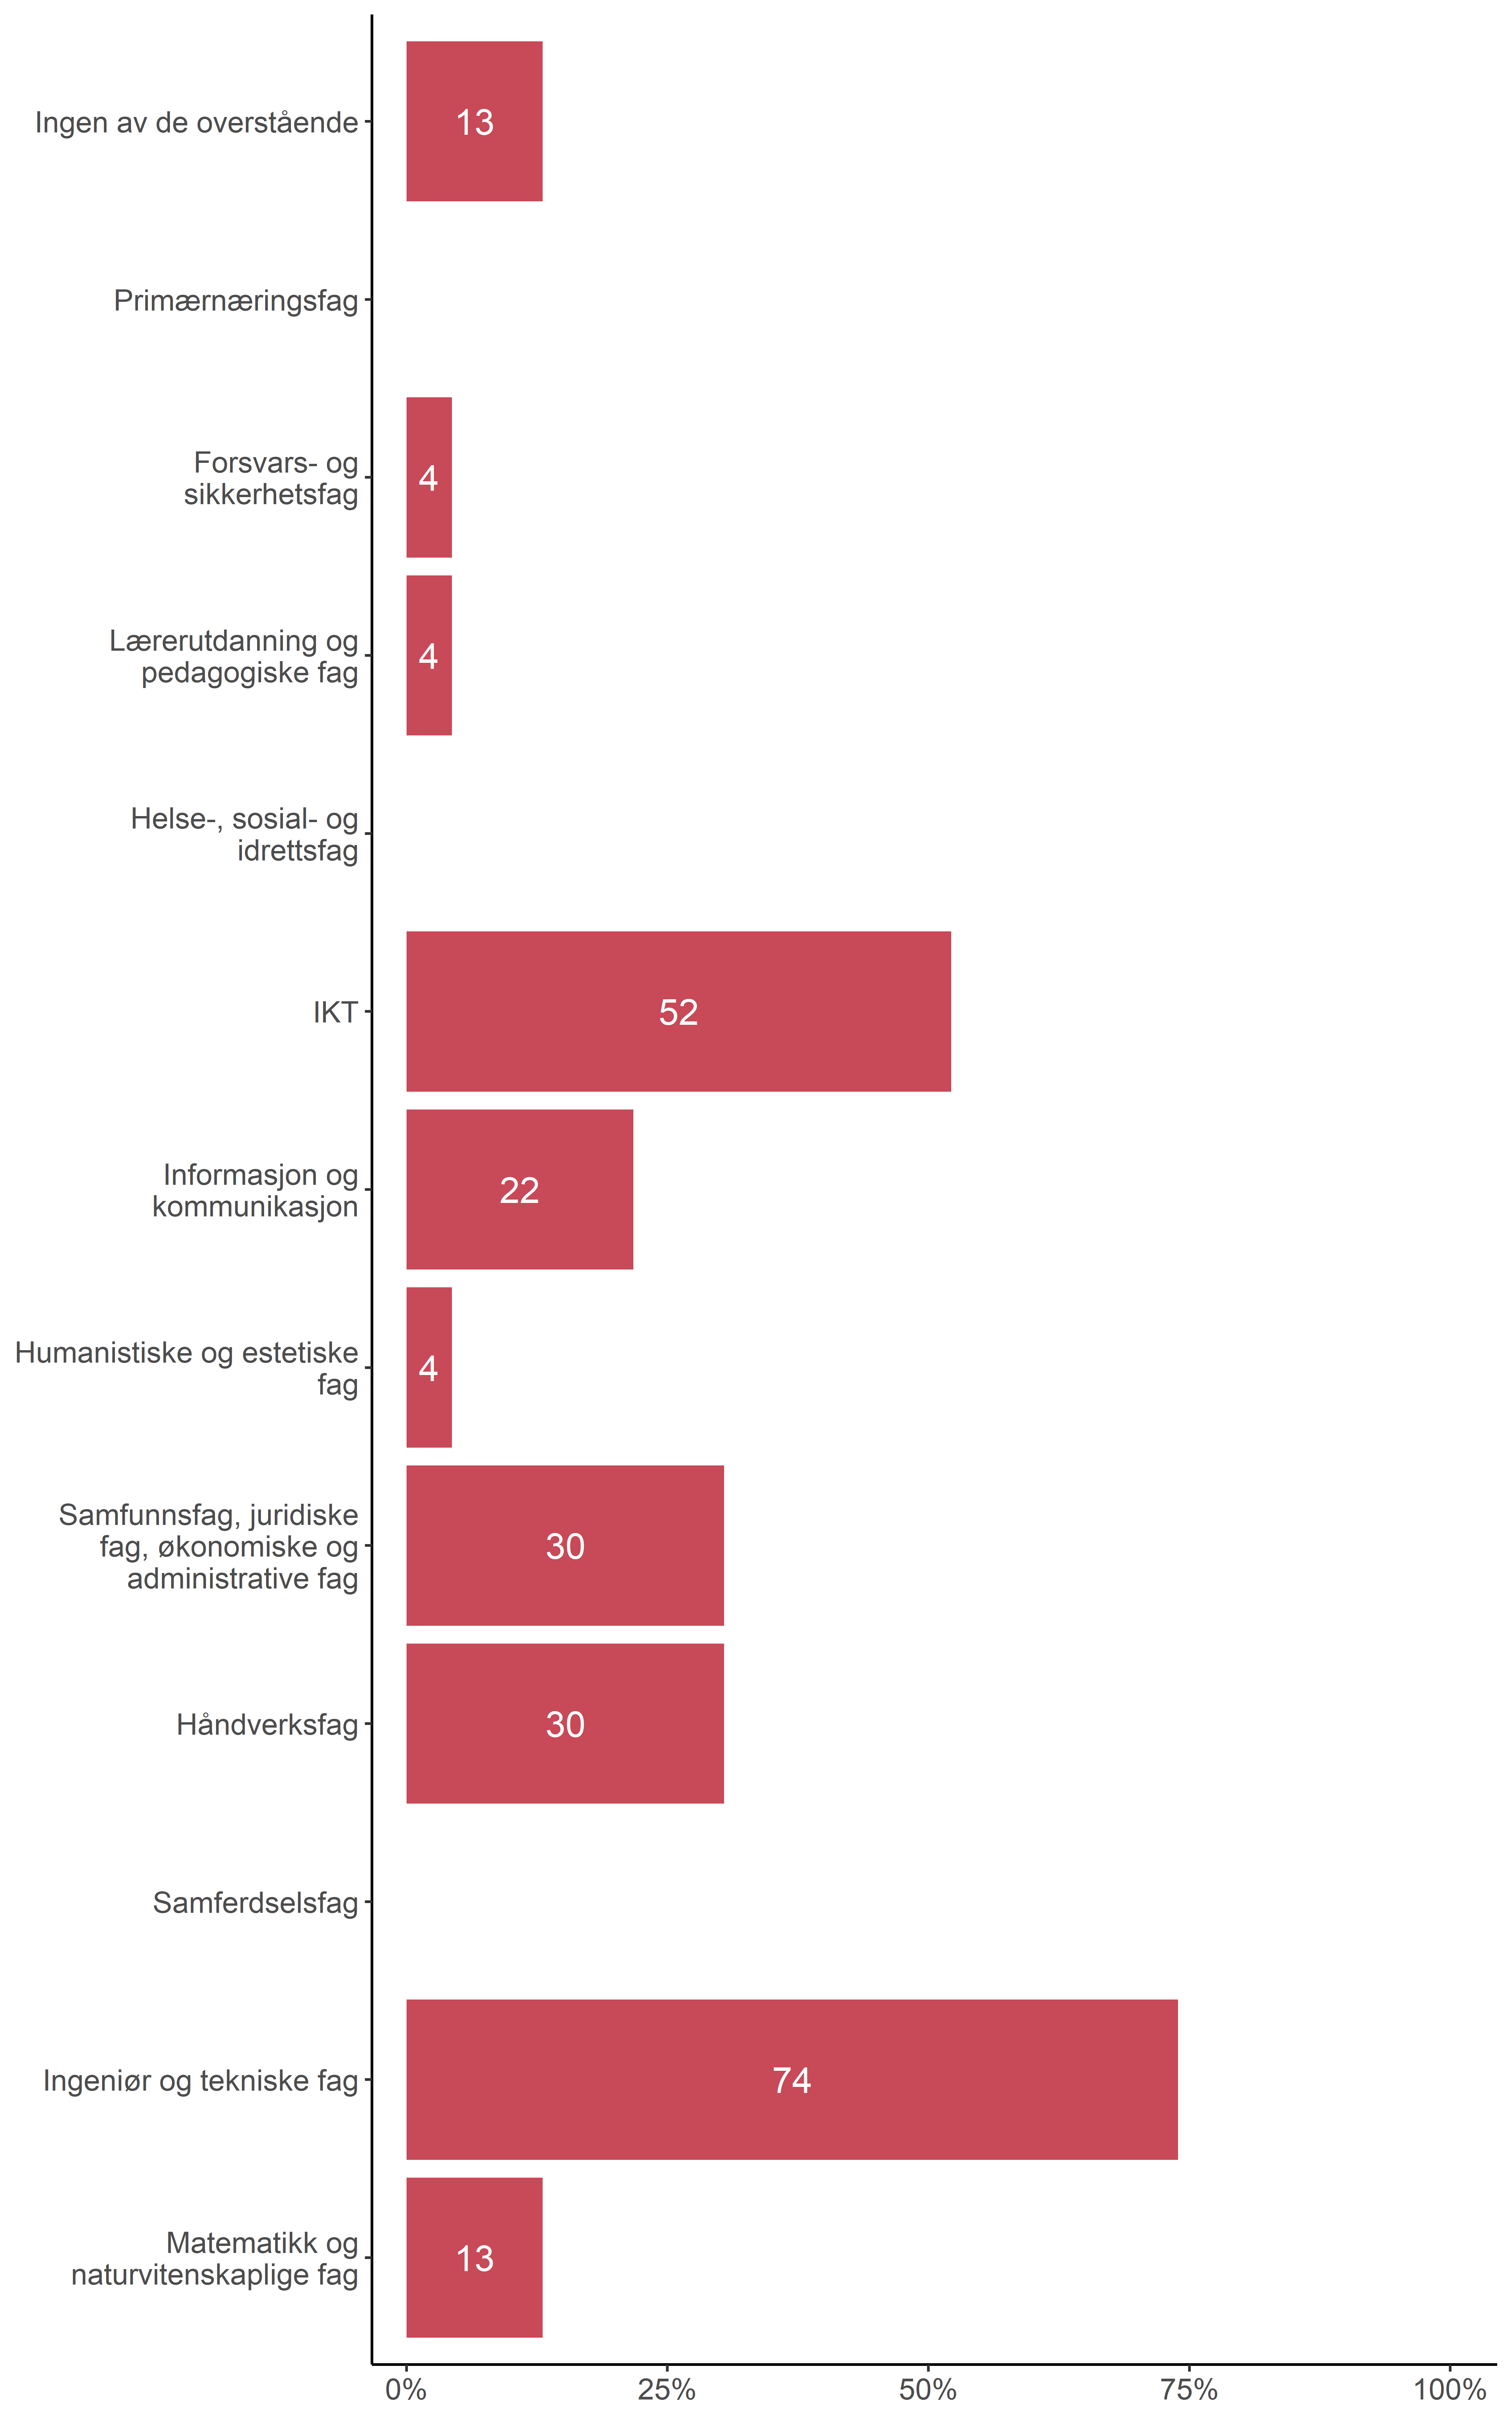 Ingen av de overstående
13
Primærnæringsfag
Forsvars- og
sikkerhetsfag
4
Lærerutdanning og
pedagogiske fag
4
Helse-, sosial- og
idrettsfag
IKT
52
Informasjon og
kommunikasjon
22
Humanistiske og estetiske
fag
4
Samfunnsfag, juridiske
fag, økonomiske og
administrative fag
30
Håndverksfag
30
Samferdselsfag
Ingeniør og tekniske fag
74
Matematikk og
naturvitenskaplige fag
13
0% 25% 50% 75% 100%